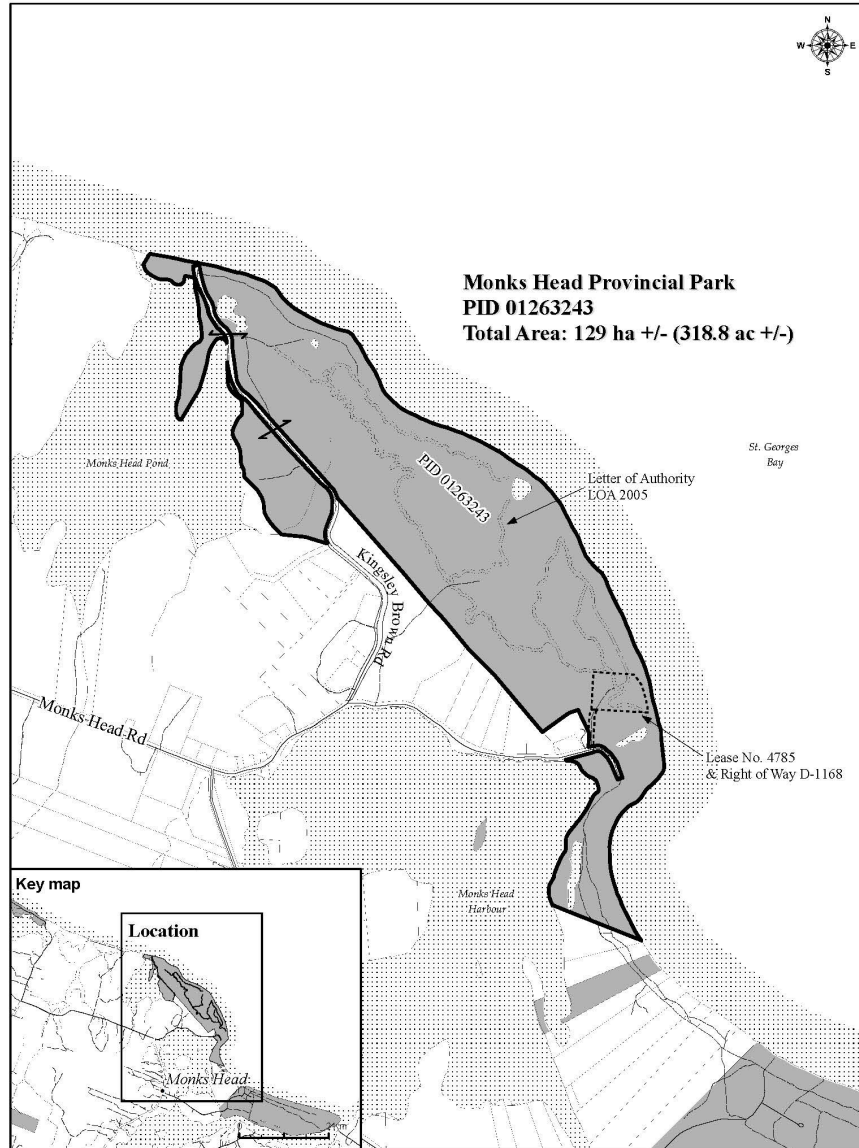 N
W E
S
Monks Head Provincial Park
PID 01263243
Total Area: 129 ha +/- (318.8 ac +/-)
St. Georges
Bay
Monks Head Pond
PID 01263243
Letter of Authority
LOA 2005
Kingsley Brown Rd
Monks Head Rd
Lease No. 4785
& Right of Way D-1168
Monks Head
Harbour
Key map
Location
Monks Head